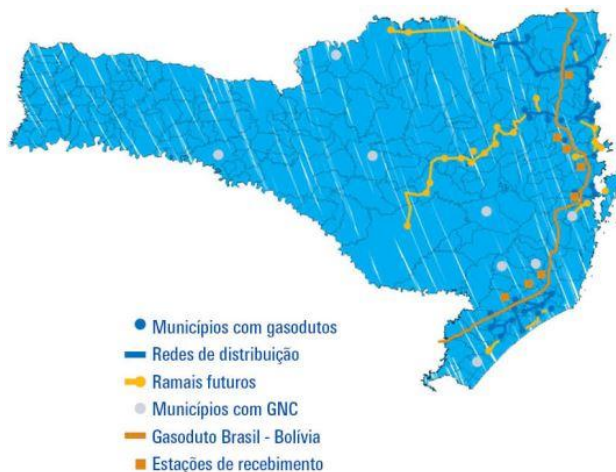 Municípios com gasodutos
Redes de distribuição
Ramais futuros
Municípios com GNC
Gasoduto Brasil - Bolívia
Estações de recebimento